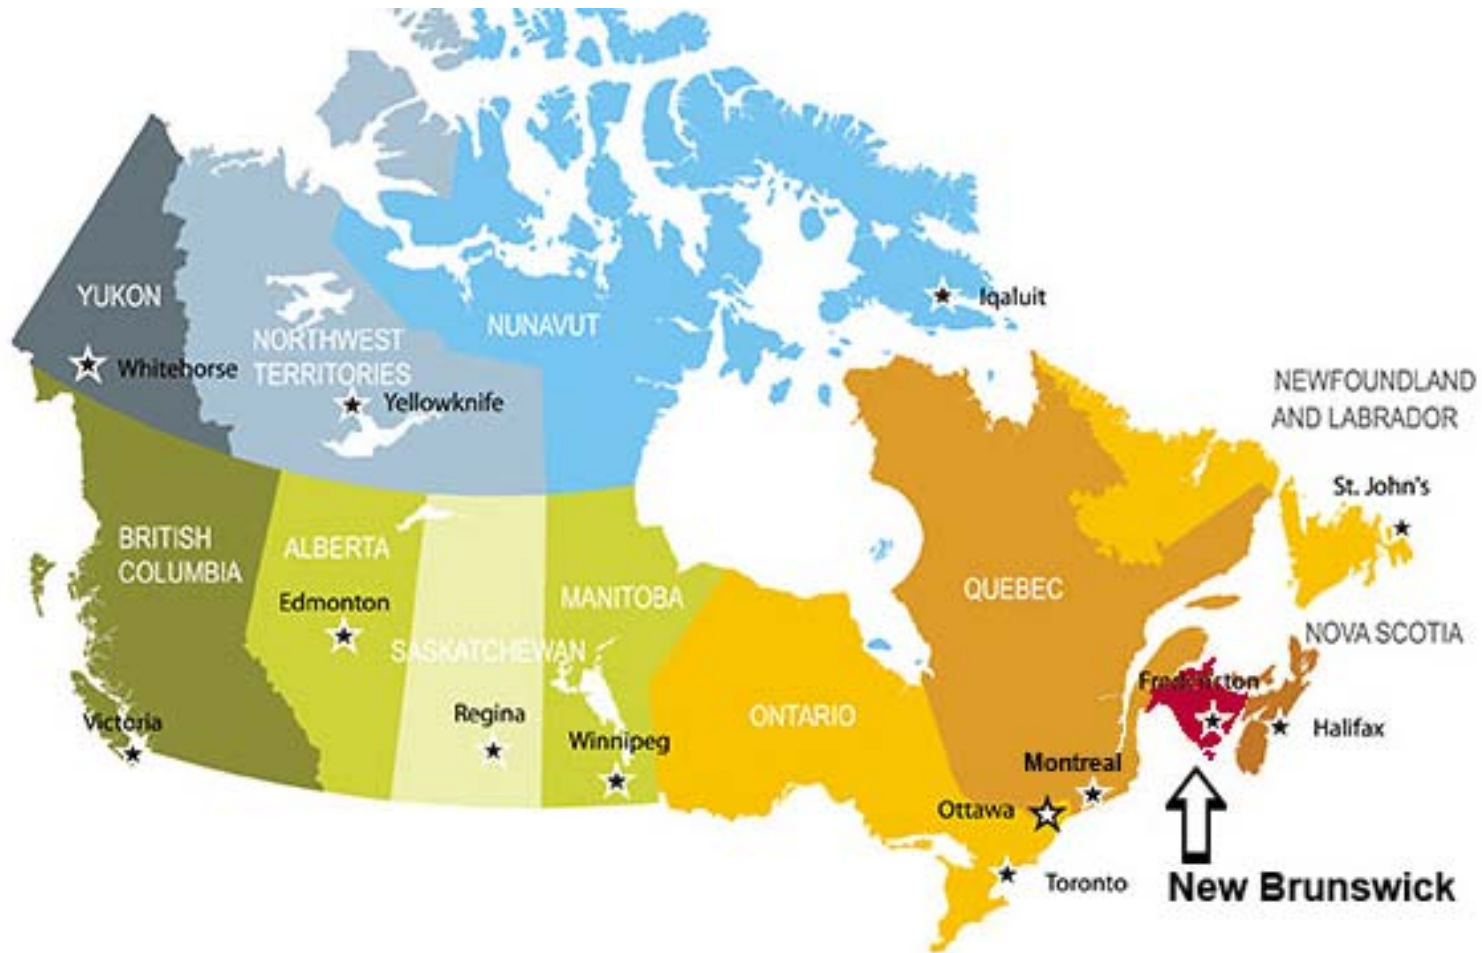 YUKON
Whitehorse
NORTHWEST
TERRITORIES
Yellowknife
NUNAVUT
Iqaluit
NEWFOUNDLAND
AND LABRADOR
St. John's
BRITISH
COLUMBIA
Victoria
ALBERTA
Edmonton
SASKATCHEWAN
Regina
MANITOBA
Winnipeg
ONTARIO
QUEBEC
NOVA SCOTIA
Fredericton
Halifax
Montreal
Ottawa
Toronto
New Brunswick